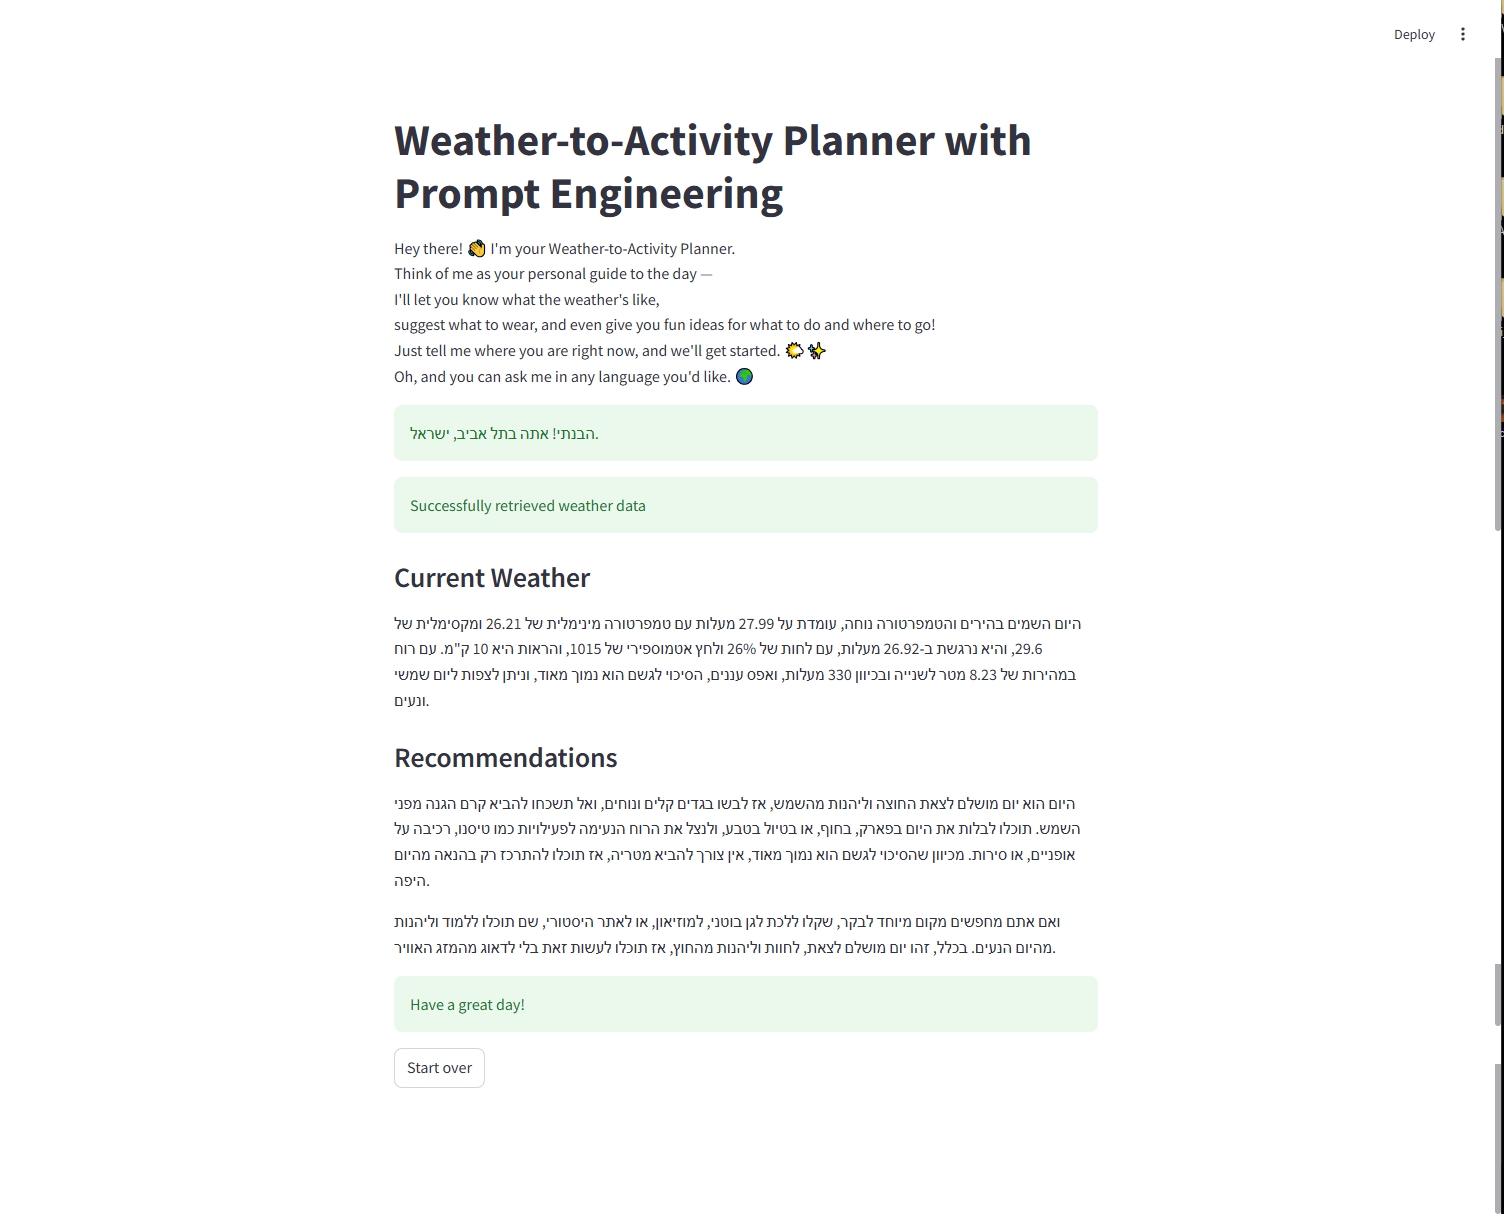 Deploy
Weather-to-Activity Planner with
Prompt Engineering
Hey there! 👋 I'm your Weather-to-Activity Planner.
Think of me as your personal guide to the day —
I'll let you know what the weather's like,
suggest what to wear, and even give you fun ideas for what to do and where to go!
Just tell me where you are right now, and we'll get started. 🌤️ ✨
Oh, and you can ask me in any language you'd like. 🌍
הבנתי! אתה בתל אביב, ישראל.
Successfully retrieved weather data
Current Weather
היום השמים בהירים והטמפרטורה נוחה, עומדת על 27.99 מעלות עם טמפרטורה מינימלית של 26.21 ומקסימלית של
29.6, והיא נרגשת ב-26.92 מעלות, עם לחות של 26% ולחץ אטמוספירי של 1015, והראות היא 10 ק"מ. עם רוח
במהירות של 8.23 מטר לשנייה ובכיוון 330 מעלות, ואפס עננים, הסיכוי לגשם הוא נמוך מאוד, וניתן לצפות ליום שמשי
ונעים.
Recommendations
היום הוא יום מושלם לצאת החוצה וליהנות מהשמש, אז לבשו בגדים קלים ונוחים, ואל תשכחו להביא קרם הגנה מפני
השמש. תוכלו לבלות את היום בפארק, בחוף, או בטיול בטבע, ולנצל את הרוח הנעימה לפעילויות כמו טיסנו, רכיבה על
אופניים, או סירות. מכיוון שהסיכוי לגשם הוא נמוך מאוד, אין צורך להביא מטריה, אז תוכלו להתרכז רק בהנאה מהיום
היפה.
ואם אתם מחפשים מקום מיוחד לבקר, שקלו ללכת לגן בוטני, למוזיאון, או לאתר היסטורי, שם תוכלו ללמוד וליהנות
מהיום הנעים. בכלל, זהו יום מושלם לצאת, לחוות וליהנות מהחוץ, אז תוכלו לעשות זאת בלי לדאוג מהמזג האוויר.
Have a great day!
Start over